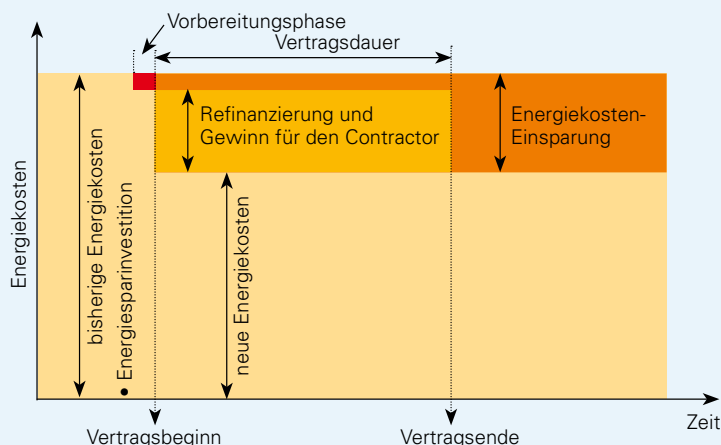 Vorbereitungsphase
Vertragsdauer
Refinanzierung und
Gewinn für den Contractor
Energiekosten-
Einsparung
Energiekosten
bisherige Energiekosten
• Energiesparinvestition
neue Energiekosten
Zeit
Vertragsbeginn
Vertragsende